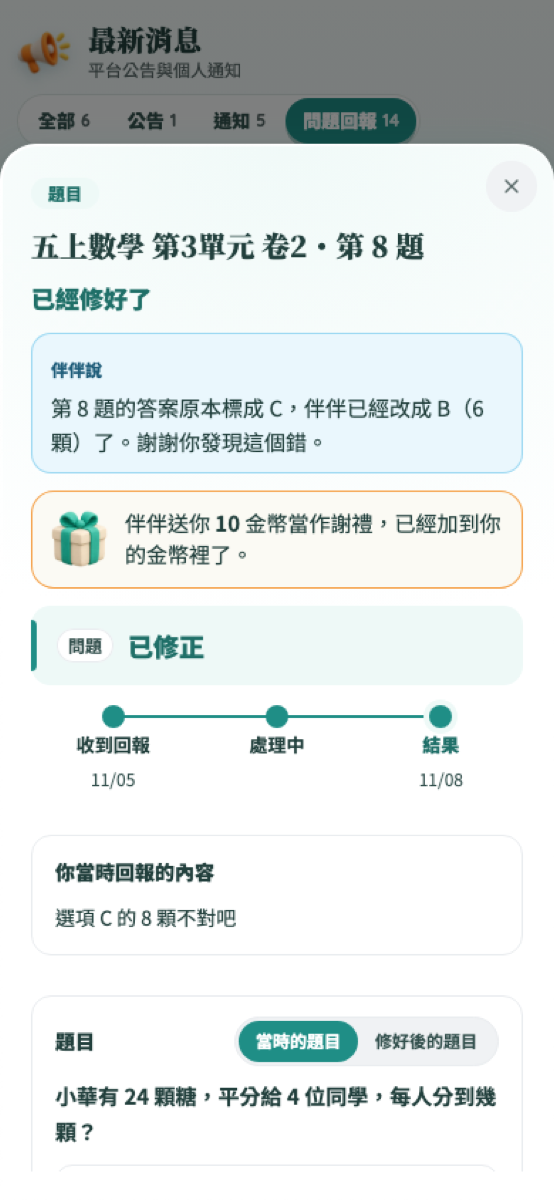 最新消息
平台公告與個人通知
全部 6 公告 1 通知 5 問題回報 14
題目
五上數學 第3單元 卷2・第 8 題
已經修好了
伴伴說
第 8 題的答案原本標成 C，伴伴已經改成 B（6
顆）了。謝謝你發現這個錯。
伴伴送你 10 金幣當作謝禮，已經加到你
的金幣裡了。
問題 已修正
收到回報 處理中 結果
11/05 11/08
你當時回報的內容
選項 C 的 8 顆不對吧
題目 當時的題目 修好後的題目
小華有 24 顆糖，平分給 4 位同學，每人分到幾
顆？